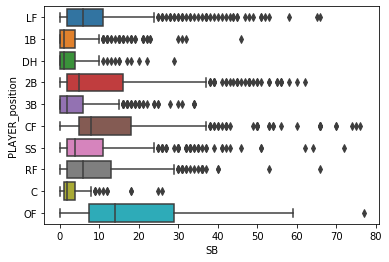 LF
1B
DH
2B
3B
CF
SS
RF
C
OF
PLAYER_position
0 10 20 30 40 50 60 70 80
SB